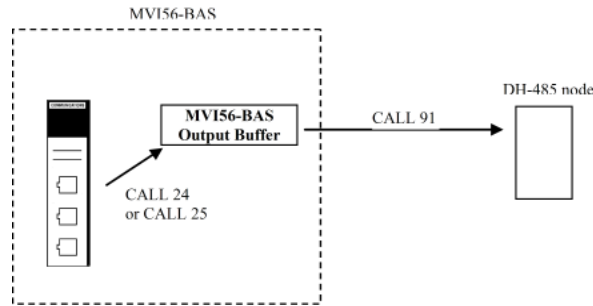 MVI56-BAS
DH-485 node
MVI56-BAS
Output Buffer
CALL 91
CALL 24
or CALL 25